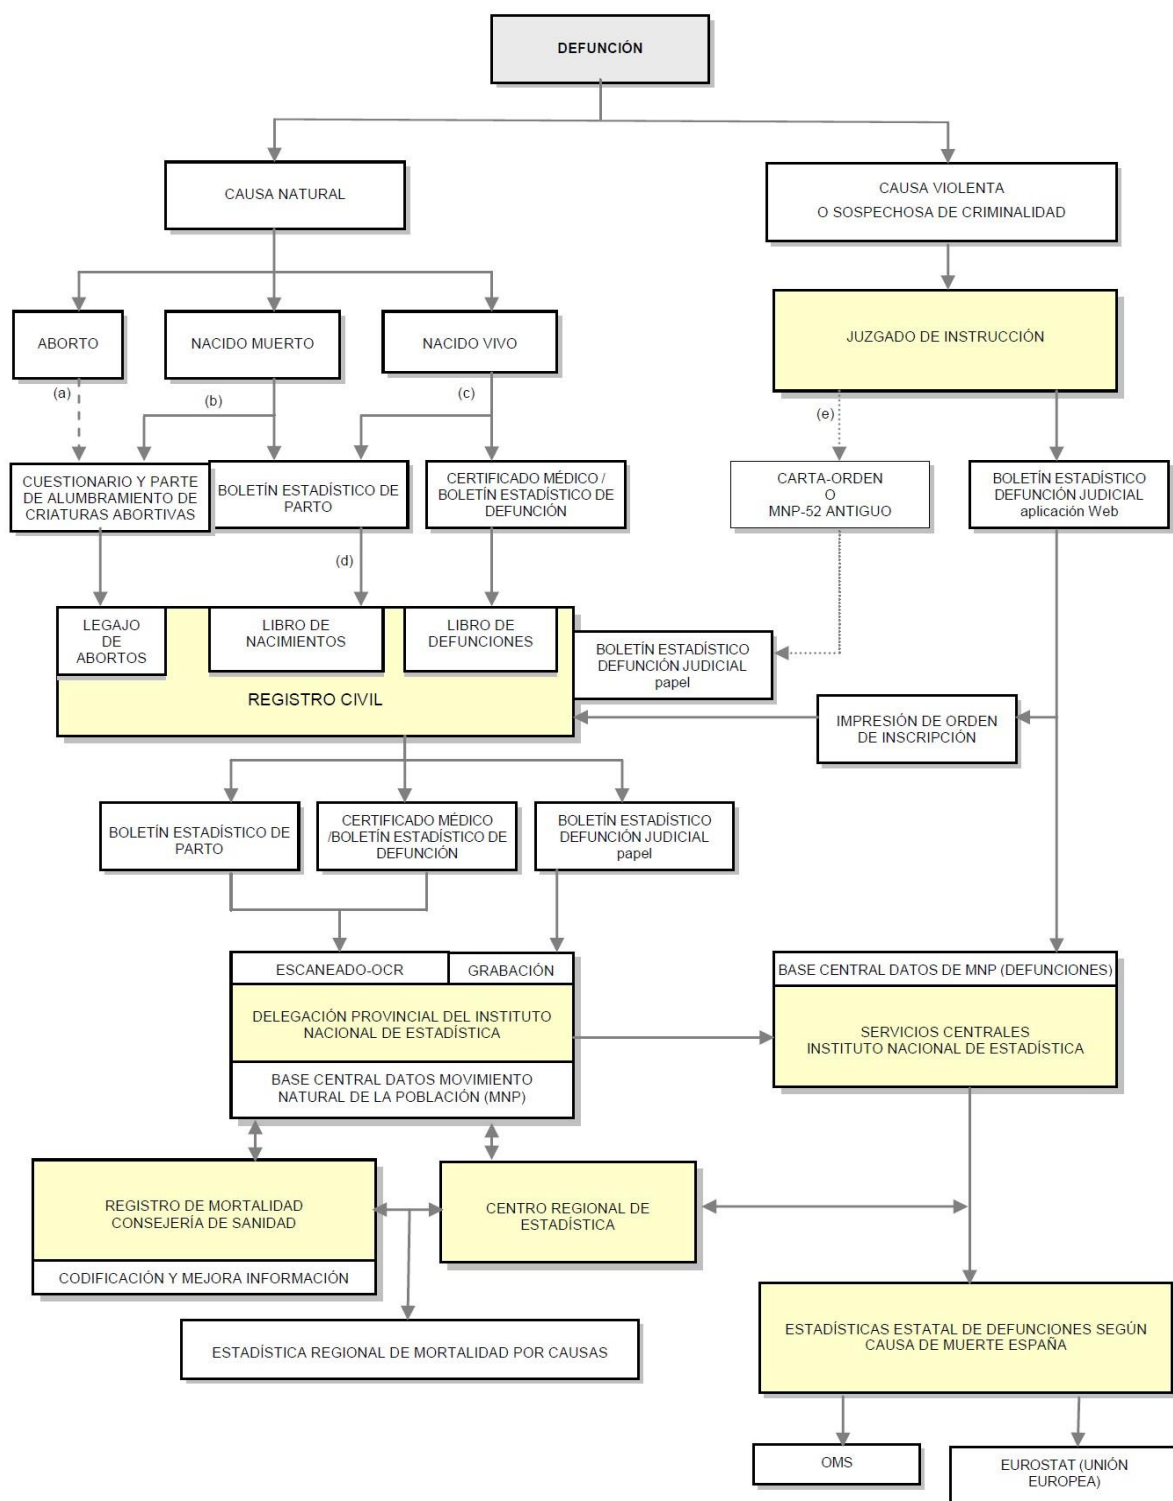 DEFUNCIÓN
CAUSA NATURAL
CAUSA VIOLENTA
O SOSPECHOSA DE CRIMINALIDAD
ABORTO
NACIDO MUERTO
NACIDO VIVO
JUZGADO DE INSTRUCCIÓN
(a)
(b)
(c)
(e)
CUESTIONARIO Y PARTE
DE ALUMBRAMIENTO DE
CRIATURAS ABORTIVAS
BOLETÍN ESTADÍSTICO DE
PARTO
CERTIFICADO MÉDICO /
BOLETÍN ESTADÍSTICO DE
DEFUNCIÓN
CARTA-ORDEN
O
MNP-52 ANTIGUO
BOLETÍN ESTADÍSTICO
DEFUNCIÓN JUDICIAL
aplicación Web
(d)
LEGAJO
DE
ABORTOS
LIBRO DE
NACIMIENTOS
LIBRO DE
DEFUNCIONES
REGISTRO CIVIL
BOLETÍN ESTADÍSTICO
DEFUNCIÓN JUDICIAL
papel
IMPRESIÓN DE ORDEN
DE INSCRIPCIÓN
BOLETÍN ESTADÍSTICO DE
PARTO
CERTIFICADO MÉDICO
/BOLETÍN ESTADÍSTICO DE
DEFUNCIÓN
BOLETÍN ESTADÍSTICO
DEFUNCIÓN JUDICIAL
papel
ESCANEADO-OCR
GRABACIÓN
DELEGACIÓN PROVINCIAL DEL INSTITUTO
NACIONAL DE ESTADÍSTICA
BASE CENTRAL DATOS MOVIMIENTO
NATURAL DE LA POBLACIÓN (MNP)
BASE CENTRAL DATOS DE MNP (DEFUNCIONES)
SERVICIOS CENTRALES
INSTITUTO NACIONAL DE ESTADÍSTICA
REGISTRO DE MORTALIDAD
CONSEJERÍA DE SANIDAD
CODIFICACIÓN Y MEJORA INFORMACIÓN
CENTRO REGIONAL DE
ESTADÍSTICA
ESTADÍSTICA REGIONAL DE MORTALIDAD POR CAUSAS
ESTADÍSTICAS ESTATAL DE DEFUNCIONES SEGÚN
CAUSA DE MUERTE ESPAÑA
OMS
EUROSTAT (UNIÓN
EUROPEA)